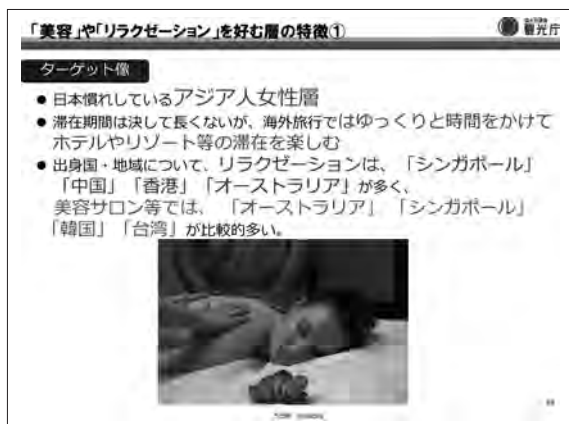 「美容」や「リラクゼーション」を好む層の特徴①
観光庁
ターゲット像
● 日本慣れしているアジア人女性層
● 滞在期間は決して長くないが、海外旅行ではゆっくりと時間をかけて
ホテルやリゾート等の滞在を楽しむ
● 出身国・地域について、リラクゼーションは、「シンガポール」
「中国」「香港」「オーストラリア」が多く、
美容サロン等では、「オーストラリア」「シンガポール」
「韓国」「台湾」が比較的多い。